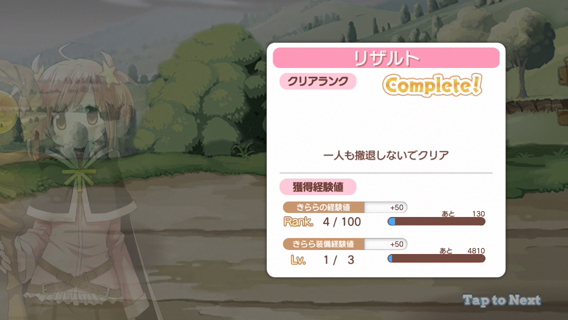 リザルト
クリアランク
Complete!
一人も撤退しないでクリア
獲得経験値
きららの経験値 +50
Rank. 4 / 100 あと 130
きらら装備経験値 +50
Lv. 1 / 3 あと 4810
Tap to Next